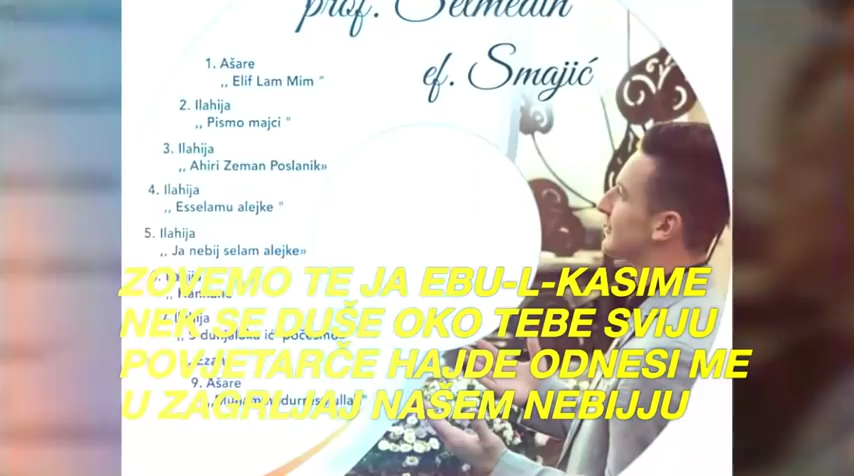 prof. Selmedin
ef. Smajić
1. Ašare
,, Elif Lam Mim "
2. Ilahija
,, Pismo majci "
3. Ilahija
,, Ahiri Zeman Poslanik»
4. Ilahija
,, Esselamu alejke "
5. Ilahija
,, Ja nebij selam alejke»
ZOVEMO TE JA EBU-L-KASIME
NEK SE DUŠE OKO TEBE SVIJU
POVJETARČE HAJDE ODNESI ME
U ZAGRLJAJ NAŠEM NEBIJJU
9. Ašare